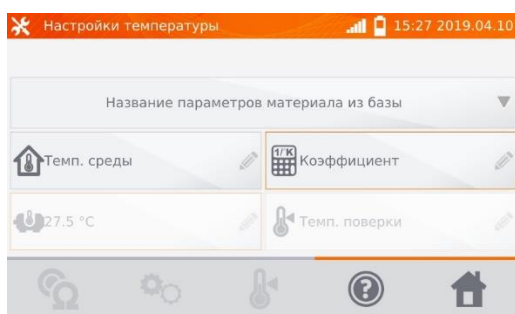 Настройки температуры 15:27 2019.04.10
Название параметров материала из базы
Темп. среды 1/K Коэффициент
27.5 °C Темп. поверки